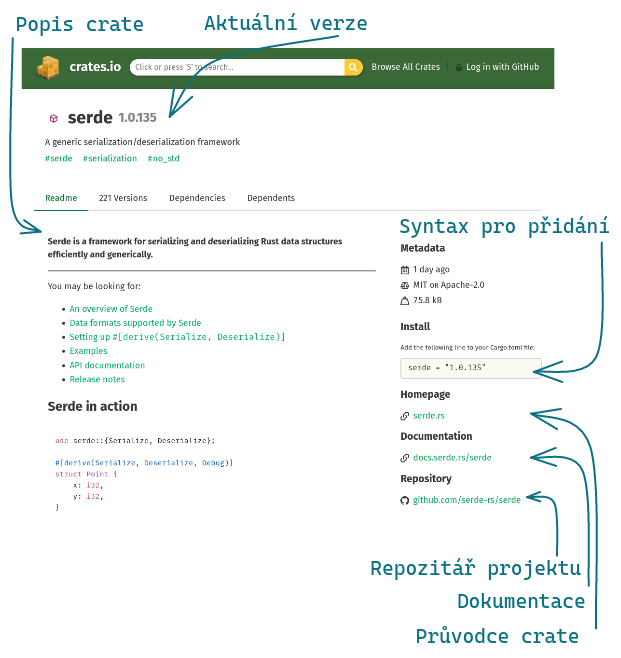 Popis crate
Aktuální verze
crates.io
Click or press 'S' to search...
Browse All Crates
Log in with GitHub
serde 1.0.135
A generic serialization/deserialization framework
#serde #serialization #no_std
Readme
221 Versions
Dependencies
Dependents
Serde is a framework for serializing and deserializing Rust data structures
efficiently and generically.
You may be looking for:
An overview of Serde
Data formats supported by Serde
Setting up #[derive(Serialize, Deserialize)]
Examples
API documentation
Release notes
Serde in action
use serde::{Serialize, Deserialize};
#[derive(Serialize, Deserialize, Debug)]
struct Point {
x: i32,
y: i32,
}
Syntax pro přidání
Metadata
1 day ago
MIT OR Apache-2.0
75.8 kB
Install
Add the following line to your Cargo.toml file:
serde = "1.0.135"
Homepage
serde.rs
Documentation
docs.serde.rs/serde
Repository
github.com/serde-rs/serde
Repozitář projektu
Dokumentace
Průvodce crate